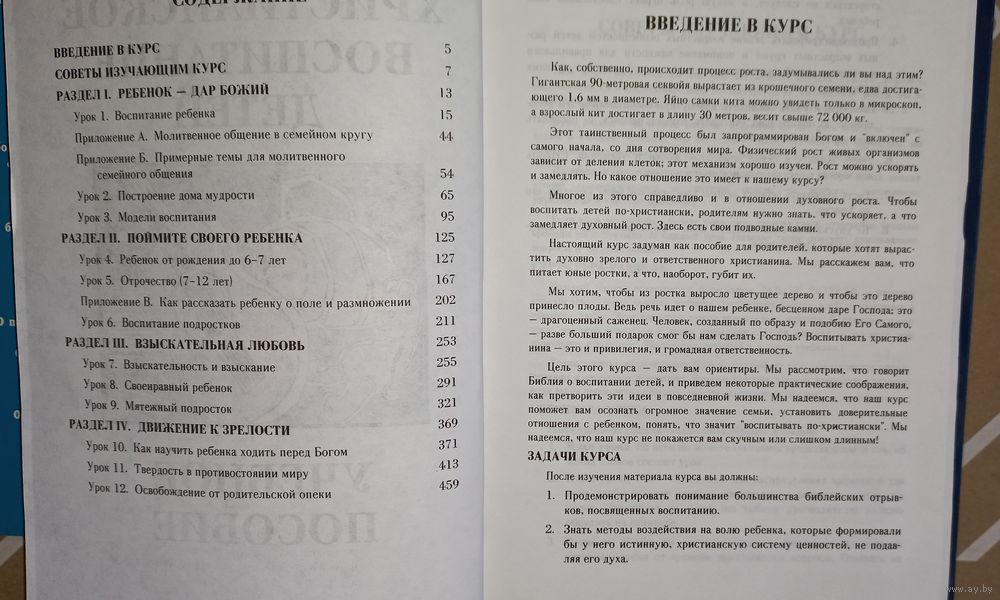 СОДЕРЖАНИЕ
ВВЕДЕНИЕ В КУРС 5
СОВЕТЫ ИЗУЧАЮЩИМ КУРС 7
РАЗДЕЛ I. РЕБЕНОК — ДАР БОЖИЙ 13
Урок 1. Воспитание ребенка 15
Приложение А. Молитвенное общение в семейном кругу 44
Приложение Б. Примерные темы для молитвенного
семейного общения 54
Урок 2. Построение дома мудрости 65
Урок 3. Модели воспитания 95
РАЗДЕЛ II. ПОЙМИТЕ СВОЕГО РЕБЕНКА 125
Урок 4. Ребенок от рождения до 6–7 лет 127
Урок 5. Отрочество (7–12 лет) 167
Приложение В. Как рассказать ребенку о поле и размножении 202
Урок 6. Воспитание подростков 211
РАЗДЕЛ III. ВЗЫСКАТЕЛЬНАЯ ЛЮБОВЬ 253
Урок 7. Взыскательность и взыскание 255
Урок 8. Своенравный ребенок 291
Урок 9. Мятежный подросток 321
РАЗДЕЛ IV. ДВИЖЕНИЕ К ЗРЕЛОСТИ 369
Урок 10. Как научить ребенка ходить перед Богом 371
Урок 11. Твердость в противостоянии миру 413
Урок 12. Освобождение от родительской опеки 459
ВВЕДЕНИЕ В КУРС
Как, собственно, происходит процесс роста, задумывались ли вы над этим?
Гигантская 90-метровая секвойя вырастает из крошечного семени, едва достига-
ющего 1,6 мм в диаметре. Яйцо самки кита можно увидеть только в микроскоп,
а взрослый кит достигает в длину 30 метров, весит свыше 72 000 кг.
Этот таинственный процесс был запрограммирован Богом и "включен" с
самого начала, со дня сотворения мира. Физический рост живых организмов
зависит от деления клеток; этот механизм хорошо изучен. Рост можно ускорять
и замедлять. Но какое отношение это имеет к нашему курсу?
Многое из этого справедливо и в отношении духовного роста. Чтобы
воспитать детей по-христиански, родителям нужно знать, что ускоряет, а что
замедляет духовный рост. Здесь есть свои подводные камни.
Настоящий курс задуман как пособие для родителей, которые хотят вырас-
тить духовно зрелого и ответственного христианина. Мы расскажем вам, что
питает юные ростки, а что, наоборот, губит их.
Мы хотим, чтобы из ростка выросло цветущее дерево и чтобы это дерево
принесло плоды. Ведь речь идет о нашем ребенке, бесценном даре Господа; это
— драгоценный саженец. Человек, созданный по образу и подобию Его Самого,
— разве больший подарок смог бы нам сделать Господь? Воспитывать христиа-
нина — это и привилегия, и громадная ответственность.
Цель этого курса — дать вам ориентиры. Мы рассмотрим, что говорит
Библия о воспитании детей, и приведем некоторые практические соображения,
как претворить эти идеи в повседневной жизни. Мы надеемся, что наш курс
поможет вам осознать огромное значение семьи, установить доверительные
отношения с ребенком, понять, что значит "воспитывать по-христиански". Мы
надеемся, что наш курс не покажется вам скучным или слишком длинным!
ЗАДАЧИ КУРСА
После изучения материала курса вы должны:
1. Продемонстрировать понимание большинства библейских отрыв-
ков, посвященных воспитанию.
2. Знать методы воздействия на волю ребенка, которые формировали
бы у него истинную, христианскую систему ценностей, не подав-
ляя его духа.
www.ay.by